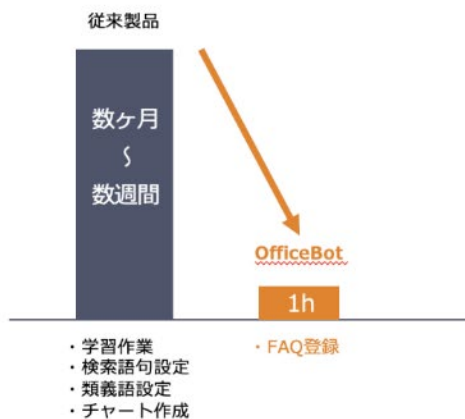 従来製品
数ヶ月
〜
数週間
OfficeBot
1h
・学習作業
・検索語句設定
・類義語設定
・チャート作成
・FAQ登録